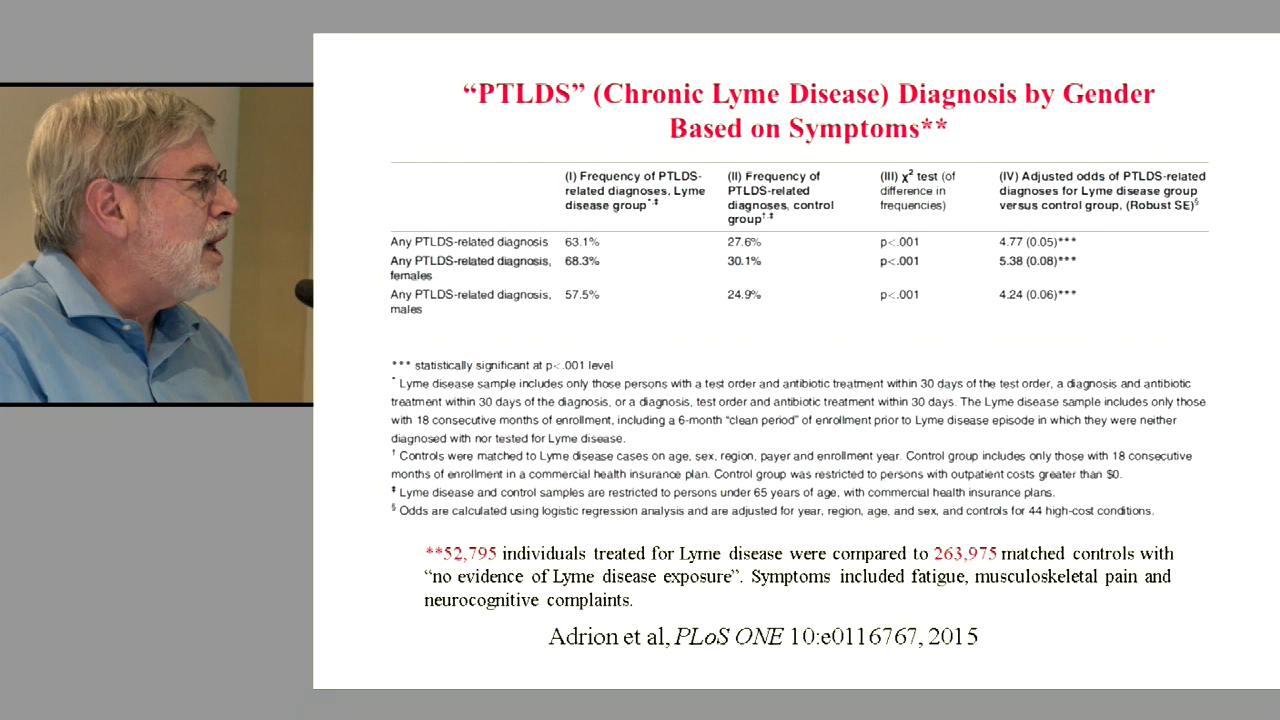 “PTLDS” (Chronic Lyme Disease) Diagnosis by Gender
Based on Symptoms**
(I) Frequency of PTLDS-
related diagnoses, Lyme
disease group*,‡
(II) Frequency of
PTLDS-related
diagnoses, control
group†,‡
(III) χ² test (of
difference in
frequencies)
(IV) Adjusted odds of PTLDS-related
diagnoses for Lyme disease group
versus control group, (Robust SE)§
Any PTLDS-related diagnosis 63.1% 27.6% p<.001 4.77 (0.05)***
Any PTLDS-related diagnosis, 68.3% 30.1% p<.001 5.38 (0.08)***
females
Any PTLDS-related diagnosis, 57.5% 24.9% p<.001 4.24 (0.06)***
males
*** statistically significant at p<.001 level
* Lyme disease sample includes only those persons with a test order and antibiotic treatment within 30 days of the test order, a diagnosis and antibiotic
treatment within 30 days of the diagnosis, or a diagnosis, test order and antibiotic treatment within 30 days. The Lyme disease sample includes only those
with 18 consecutive months of enrollment, including a 6-month “clean period” of enrollment prior to Lyme disease episode in which they were neither
diagnosed with nor tested for Lyme disease.
† Controls were matched to Lyme disease cases on age, sex, region, payer and enrollment year. Control group includes only those with 18 consecutive
months of enrollment in a commercial health insurance plan. Control group was restricted to persons with outpatient costs greater than $0.
‡ Lyme disease and control samples are restricted to persons under 65 years of age, with commercial health insurance plans.
§ Odds are calculated using logistic regression analysis and are adjusted for year, region, age, and sex, and controls for 44 high-cost conditions.
**52,795 individuals treated for Lyme disease were compared to 263,975 matched controls with
“no evidence of Lyme disease exposure”. Symptoms included fatigue, musculoskeletal pain and
neurocognitive complaints.
Adrion et al, PLoS ONE 10:e0116767, 2015